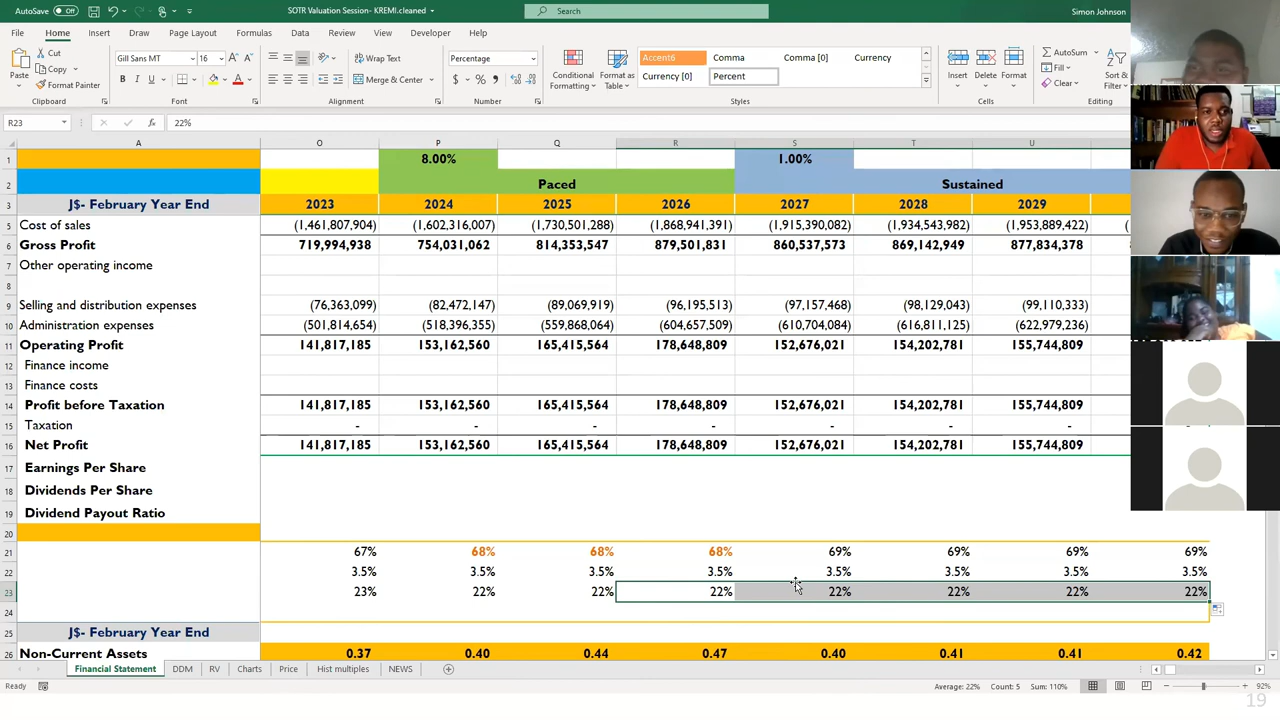 AutoSave Off SOTR Valuation Session- KREMI.cleaned Search Simon Johnson
File Home Insert Draw Page Layout Formulas Data Review View Developer Help
Paste Cut Copy Format Painter Clipboard
Gill Sans MT 16 B I U Font
Wrap Text Merge & Center Alignment
Percentage $ % Number
Conditional Formatting Format as Table Accent6 Comma Comma [0] Currency Currency [0] Percent Styles
Insert Delete Format Cells
AutoSum Fill Clear Sort & Filter Editing
R23 fx 22%
A O P Q R S T U
1 8.00% 1.00%
2 Paced Sustained
3 J$- February Year End 2023 2024 2025 2026 2027 2028 2029
5 Cost of sales (1,461,807,904) (1,602,316,007) (1,730,501,288) (1,868,941,391) (1,915,390,082) (1,934,543,982) (1,953,889,422)
6 Gross Profit 719,994,938 754,031,062 814,353,547 879,501,831 860,537,573 869,142,949 877,834,378
7 Other operating income
8
9 Selling and distribution expenses (76,363,099) (82,472,147) (89,069,919) (96,195,513) (97,157,468) (98,129,043) (99,110,333)
10 Administration expenses (501,814,654) (518,396,355) (559,868,064) (604,657,509) (610,704,084) (616,811,125) (622,979,236)
11 Operating Profit 141,817,185 153,162,560 165,415,564 178,648,809 152,676,021 154,202,781 155,744,809
12 Finance income
13 Finance costs
14 Profit before Taxation 141,817,185 153,162,560 165,415,564 178,648,809 152,676,021 154,202,781 155,744,809
15 Taxation - - - - - - -
16 Net Profit 141,817,185 153,162,560 165,415,564 178,648,809 152,676,021 154,202,781 155,744,809
17 Earnings Per Share
18 Dividends Per Share
19 Dividend Payout Ratio
20
21 67% 68% 68% 68% 69% 69% 69% 69%
22 3.5% 3.5% 3.5% 3.5% 3.5% 3.5% 3.5% 3.5%
23 23% 22% 22% 22% 22% 22% 22% 22%
24
25 J$- February Year End
26 Non-Current Assets 0.37 0.40 0.44 0.47 0.40 0.41 0.41 0.42
Financial Statement DDM RV Charts Price Hist multiples NEWS
Ready Average: 22% Count: 5 Sum: 110% 92%
19